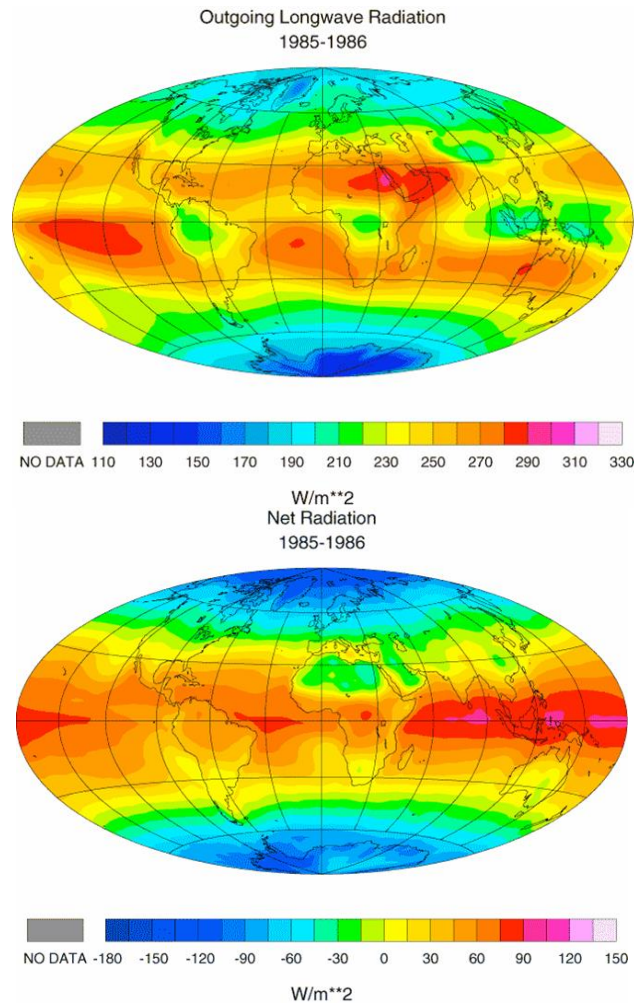 Outgoing Longwave Radiation
1985-1986
NO DATA 110 130 150 170 190 210 230 250 270 290 310 330
W/m**2
Net Radiation
1985-1986
NO DATA -180 -150 -120 -90 -60 -30 0 30 60 90 120 150
W/m**2